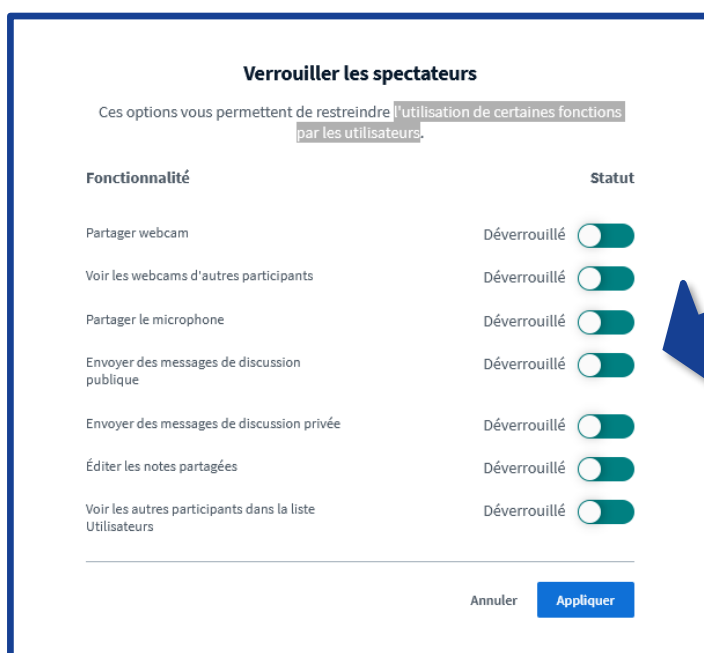 Verrouiller les spectateurs
Ces options vous permettent de restreindre l'utilisation de certaines fonctions
par les utilisateurs.
Fonctionnalité Statut
Partager webcam Déverrouillé
Voir les webcams d'autres participants Déverrouillé
Partager le microphone Déverrouillé
Envoyer des messages de discussion Déverrouillé
publique
Envoyer des messages de discussion privée Déverrouillé
Éditer les notes partagées Déverrouillé
Voir les autres participants dans la liste Déverrouillé
Utilisateurs
Annuler Appliquer